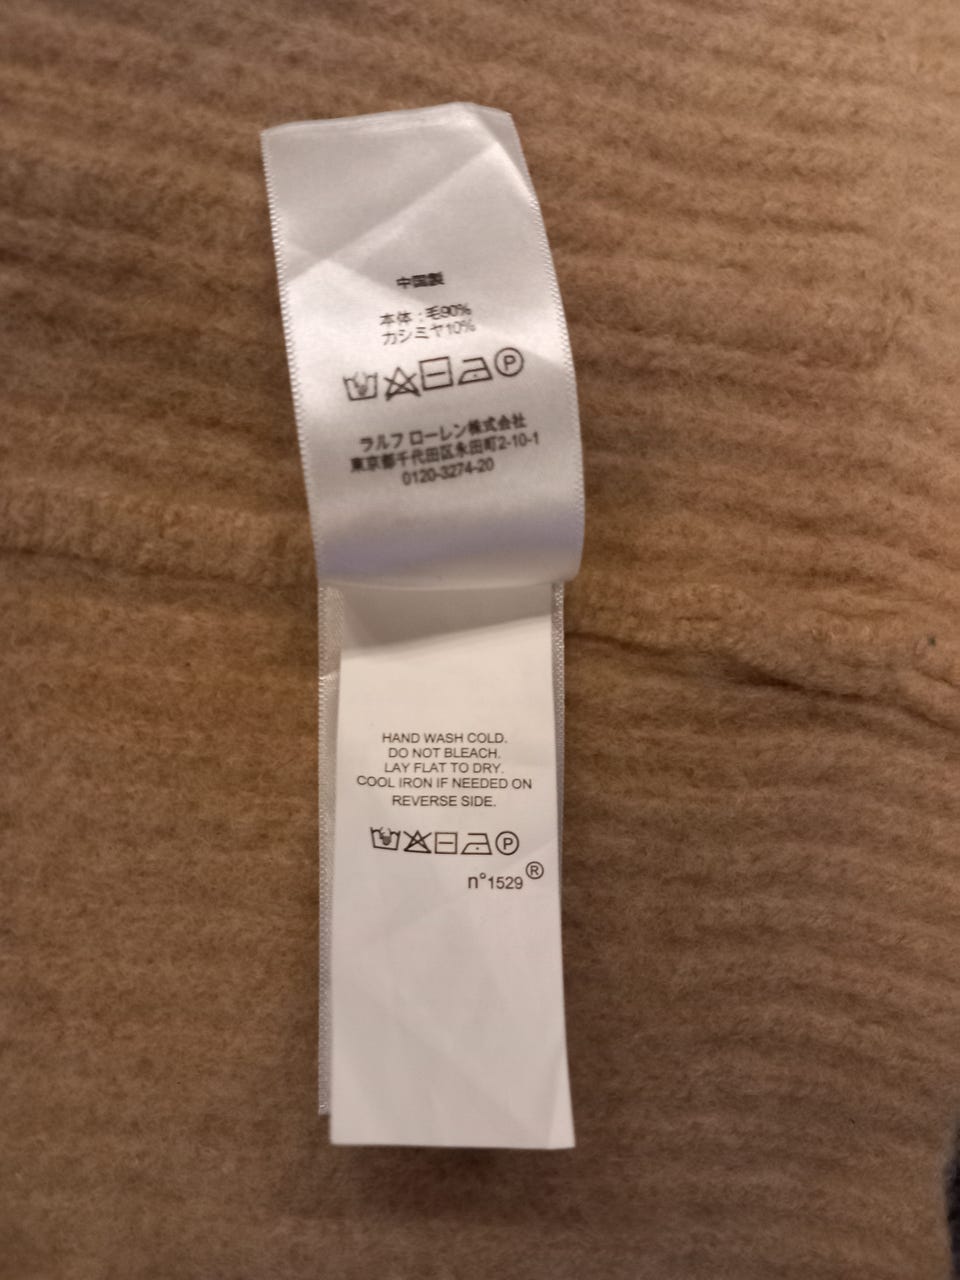 中国製
本体：毛90%
カシミヤ10%
P
ラルフ ローレン株式会社
東京都千代田区永田町2-10-1
0120-3274-20
HAND WASH COLD.
DO NOT BLEACH.
LAY FLAT TO DRY.
COOL IRON IF NEEDED ON
REVERSE SIDE.
P
n°1529®